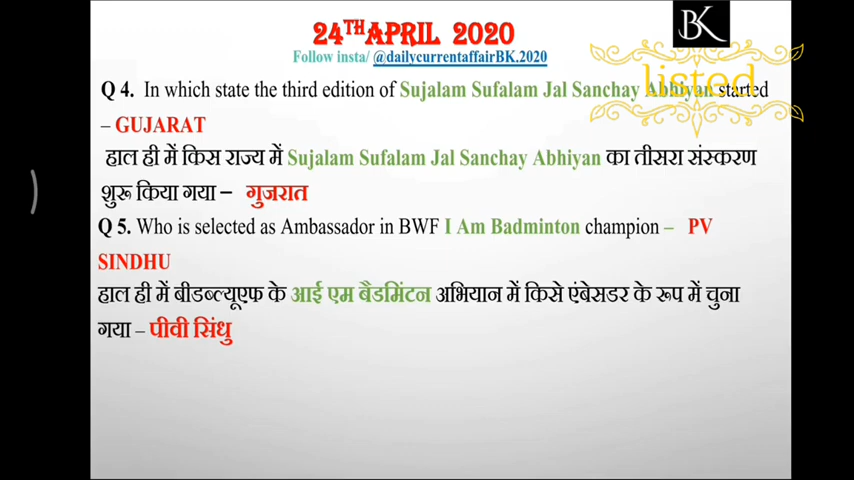 24THAPRIL 2020
BK
Follow insta/ @dailycurrentaffairBK.2020
listed
Q 4. In which state the third edition of Sujalam Sufalam Jal Sanchay Abhiyan started
– GUJARAT
हाल ही में किस राज्य में Sujalam Sufalam Jal Sanchay Abhiyan का तीसरा संस्करण
शुरू किया गया – गुजरात
Q 5. Who is selected as Ambassador in BWF I Am Badminton champion – PV
SINDHU
हाल ही में बीडब्ल्यूएफ के आई एम बैडमिंटन अभियान में किसे एंबेसडर के रूप में चुना
गया – पीवी सिंधु